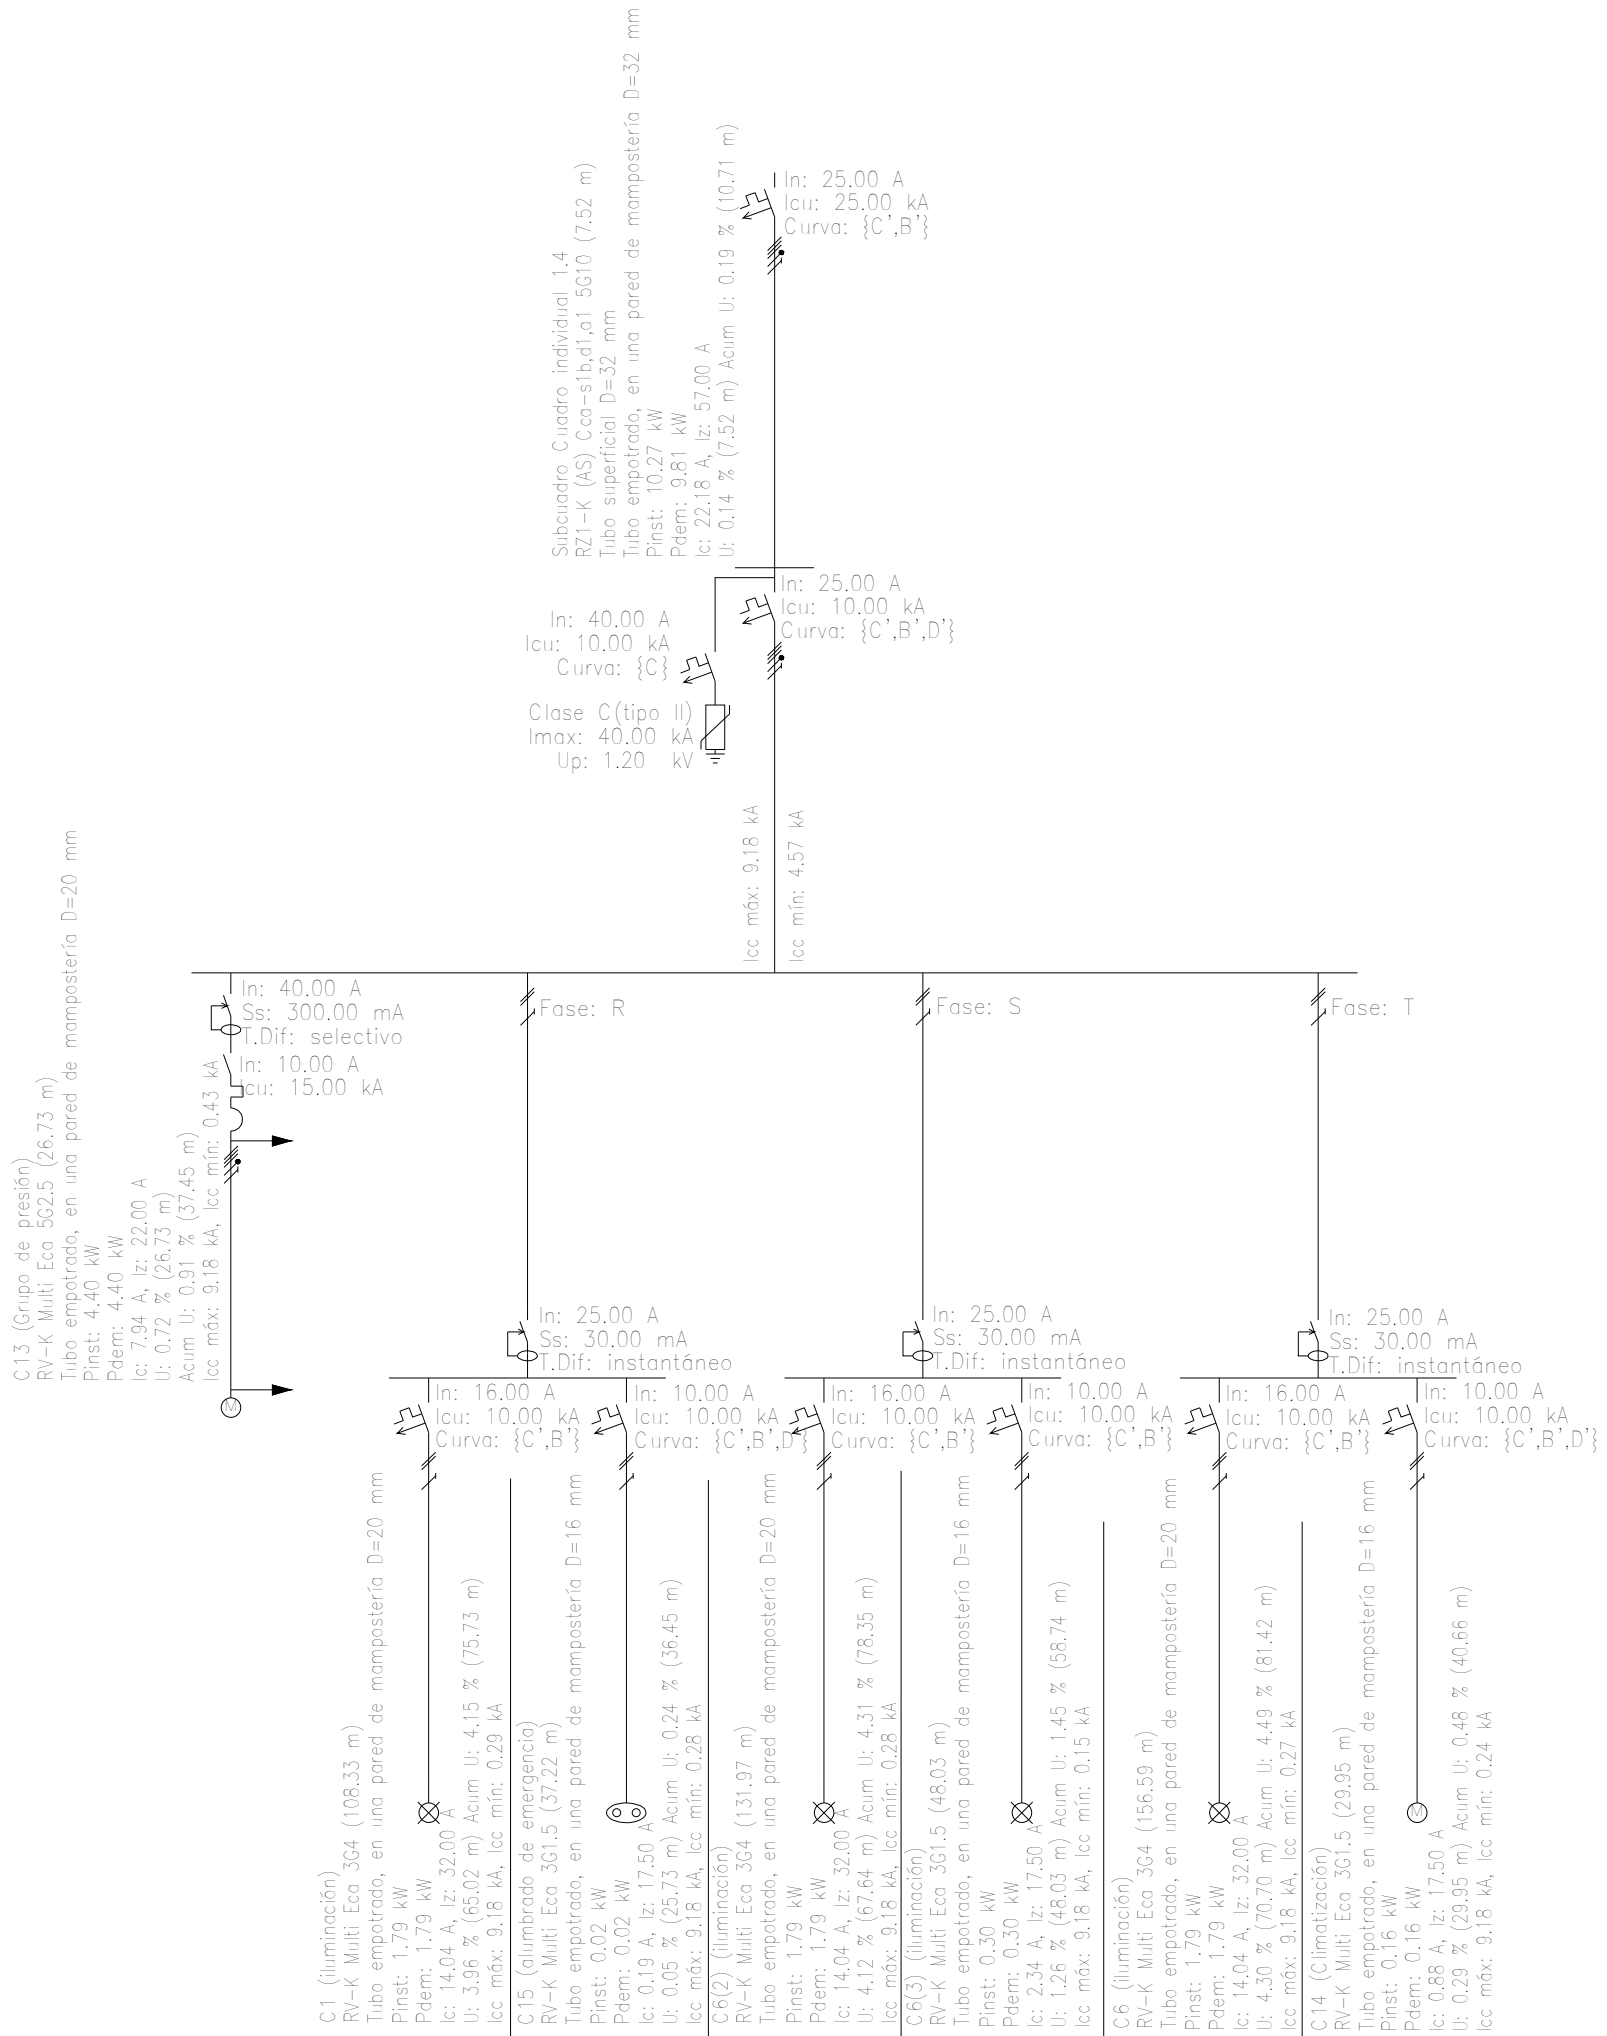 Subcuadro Cuadro individual 1.4
RZ1-K (AS) Cca-s1b,d1,a1 5G10 (7.52 m)
Tubo superficial D=32 mm
Tubo empotrado, en una pared de mampostería D=32 mm
Pinst: 10.27 kW
Pdem: 9.81 kW
Ic: 22.18 A, Iz: 57.00 A
U: 0.14 % (7.52 m) Acum U: 0.19 % (10.71 m)
In: 25.00 A
Icu: 25.00 kA
Curva: {C',B'}
In: 25.00 A
Icu: 10.00 kA
Curva: {C',B',D'}
In: 40.00 A
Icu: 10.00 kA
Curva: {C}
Clase C(tipo II)
Imax: 40.00 kA
Up: 1.20 kV
Icc máx: 9.18 kA
Icc mín: 4.57 kA
C13 (Grupo de presión)
RV-K Multi Eca 5G2.5 (26.73 m)
Tubo empotrado, en una pared de mampostería D=20 mm
Pinst: 4.40 kW
Pdem: 4.40 kW
Ic: 7.94 A, Iz: 22.00 A
U: 0.72 % (26.73 m)
Acum U: 0.91 % (37.45 m)
Icc máx: 9.18 kA, Icc mín: 0.43 kA
In: 40.00 A
Ss: 300.00 mA
T.Dif: selectivo
In: 10.00 A
Icu: 15.00 kA
M
Fase: R
Fase: S
Fase: T
In: 25.00 A
Ss: 30.00 mA
T.Dif: instantáneo
In: 25.00 A
Ss: 30.00 mA
T.Dif: instantáneo
In: 25.00 A
Ss: 30.00 mA
T.Dif: instantáneo
In: 16.00 A
Icu: 10.00 kA
Curva: {C',B'}
In: 10.00 A
Icu: 10.00 kA
Curva: {C',B',D'}
In: 16.00 A
Icu: 10.00 kA
Curva: {C',B'}
In: 10.00 A
Icu: 10.00 kA
Curva: {C',B'}
In: 16.00 A
Icu: 10.00 kA
Curva: {C',B'}
In: 10.00 A
Icu: 10.00 kA
Curva: {C',B',D'}
C1 (iluminación)
RV-K Multi Eca 3G4 (108.33 m)
Tubo empotrado, en una pared de mampostería D=20 mm
Pinst: 1.79 kW
Pdem: 1.79 kW
Ic: 14.04 A, Iz: 32.00 A
U: 3.96 % (65.02 m) Acum U: 4.15 % (75.73 m)
Icc máx: 9.18 kA, Icc mín: 0.29 kA
C15 (alumbrado de emergencia)
RV-K Multi Eca 3G1.5 (37.22 m)
Tubo empotrado, en una pared de mampostería D=16 mm
Pinst: 0.02 kW
Pdem: 0.02 kW
Ic: 0.19 A, Iz: 17.50 A
U: 0.05 % (25.73 m) Acum U: 0.24 % (36.45 m)
Icc máx: 9.18 kA, Icc mín: 0.28 kA
C6(2) (iluminación)
RV-K Multi Eca 3G4 (131.97 m)
Tubo empotrado, en una pared de mampostería D=20 mm
Pinst: 1.79 kW
Pdem: 1.79 kW
Ic: 14.04 A, Iz: 32.00 A
U: 4.12 % (67.64 m) Acum U: 4.31 % (78.35 m)
Icc máx: 9.18 kA, Icc mín: 0.28 kA
C6(3) (iluminación)
RV-K Multi Eca 3G1.5 (48.03 m)
Tubo empotrado, en una pared de mampostería D=16 mm
Pinst: 0.30 kW
Pdem: 0.30 kW
Ic: 2.34 A, Iz: 17.50 A
U: 1.26 % (48.03 m) Acum U: 1.45 % (58.74 m)
Icc máx: 9.18 kA, Icc mín: 0.15 kA
C6 (iluminación)
RV-K Multi Eca 3G4 (156.59 m)
Tubo empotrado, en una pared de mampostería D=20 mm
Pinst: 1.79 kW
Pdem: 1.79 kW
Ic: 14.04 A, Iz: 32.00 A
U: 4.30 % (70.70 m) Acum U: 4.49 % (81.42 m)
Icc máx: 9.18 kA, Icc mín: 0.27 kA
C14 (Climatización)
RV-K Multi Eca 3G1.5 (29.95 m)
Tubo empotrado, en una pared de mampostería D=16 mm
Pinst: 0.16 kW
Pdem: 0.16 kW
Ic: 0.88 A, Iz: 17.50 A
U: 0.29 % (29.95 m) Acum U: 0.48 % (40.66 m)
Icc máx: 9.18 kA, Icc mín: 0.24 kA
M